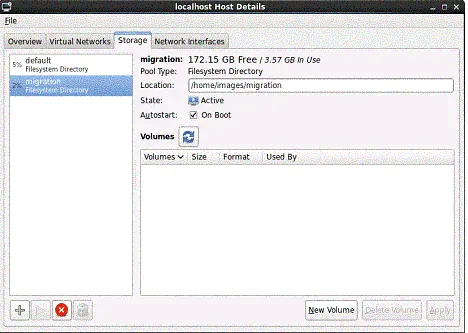 localhost Host Details
File
Overview Virtual Networks Storage Network Interfaces
5% default
Filesystem Directory
2% migration
Filesystem Directory
migration: 172.15 GB Free / 3.57 GB In Use
Pool Type: Filesystem Directory
Location: /home/images/migration
State: Active
Autostart: On Boot
Volumes
Volumes Size Format Used By
New Volume Delete Volume Apply